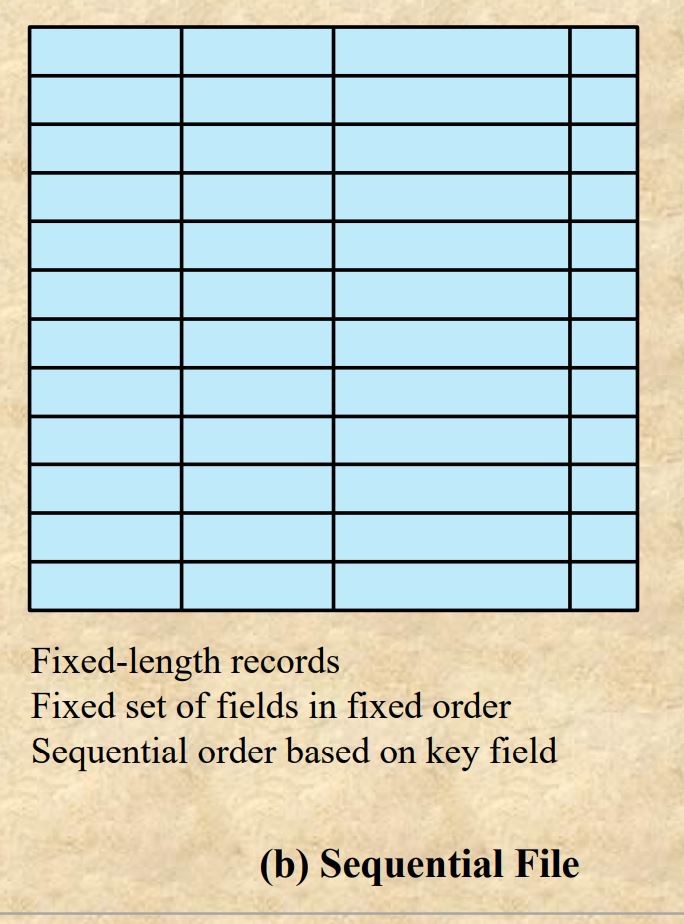 Fixed-length records
Fixed set of fields in fixed order
Sequential order based on key field
(b) Sequential File